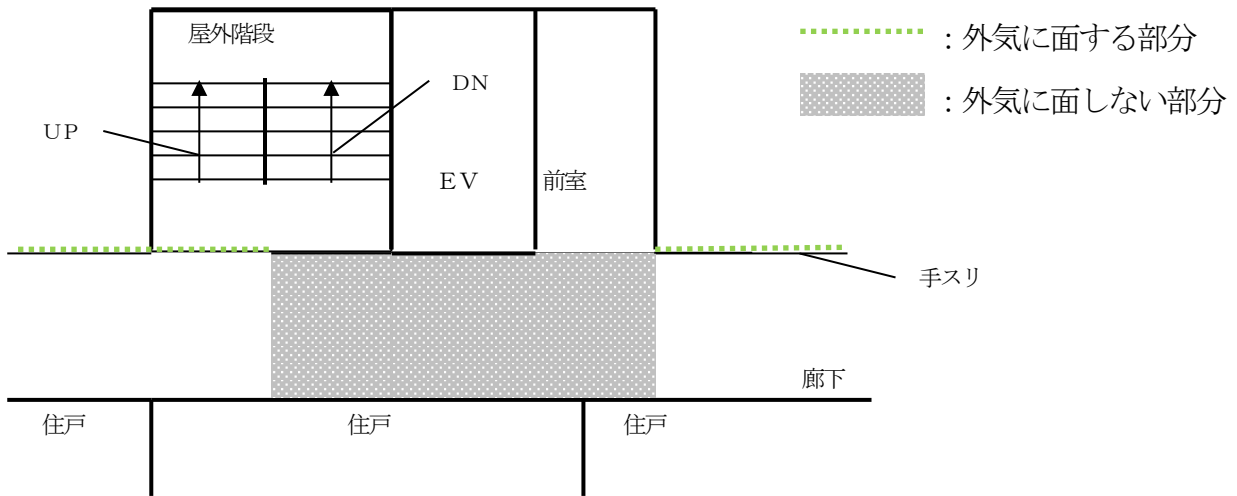 屋外階段
：外気に面する部分
DN
：外気に面しない部分
UP
EV
前室
手スリ
廊下
住戸
住戸
住戸